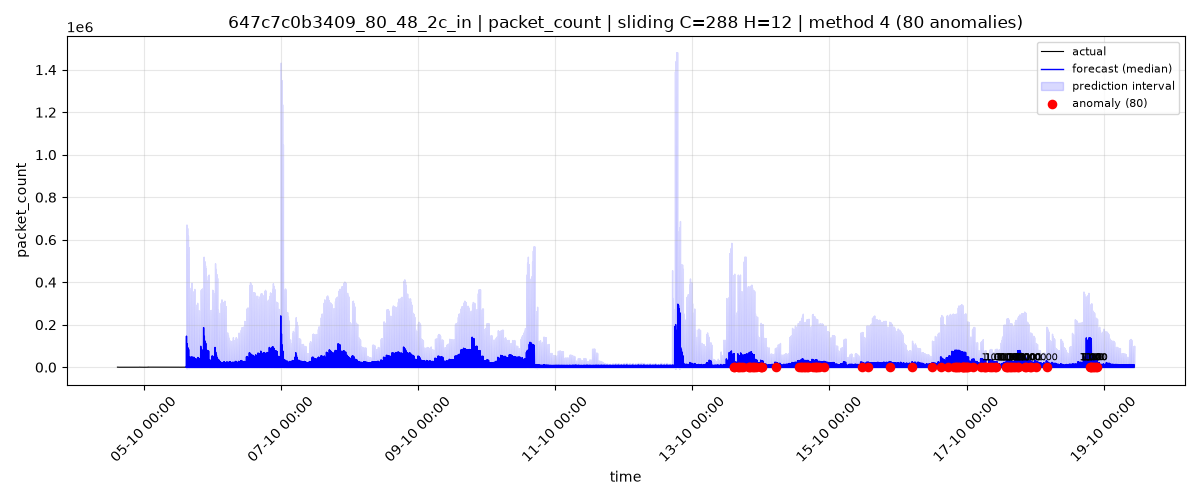 647c7c0b3409_80_48_2c_in | packet_count | sliding C=288 H=12 | method 4 (80 anomalies)
1e6
1.4
1.2
1.0
0.8
0.6
0.4
0.2
0.0
packet_count
actual
forecast (median)
prediction interval
anomaly (80)
05-10 00:00
07-10 00:00
09-10 00:00
11-10 00:00
13-10 00:00
15-10 00:00
17-10 00:00
19-10 00:00
time